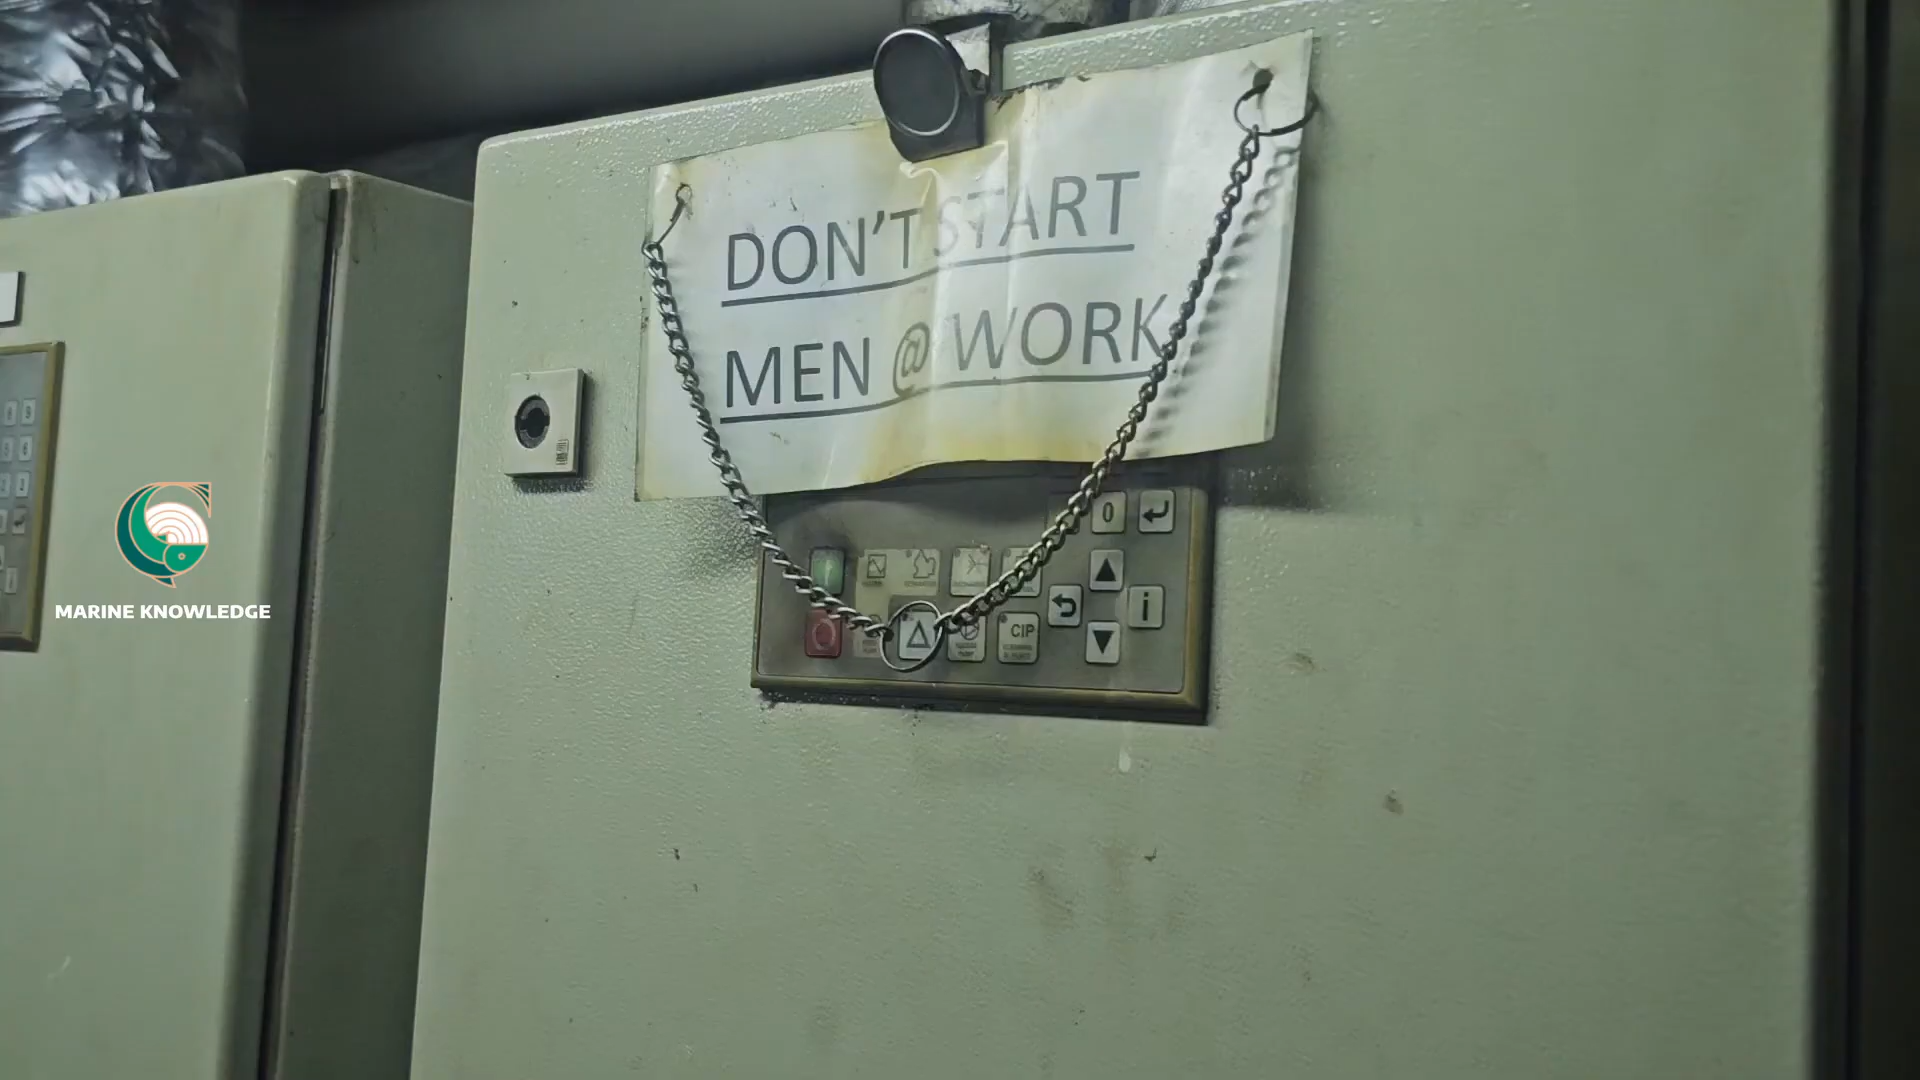 DON'T START
MEN @ WORK
0
i
CIP
MARINE KNOWLEDGE